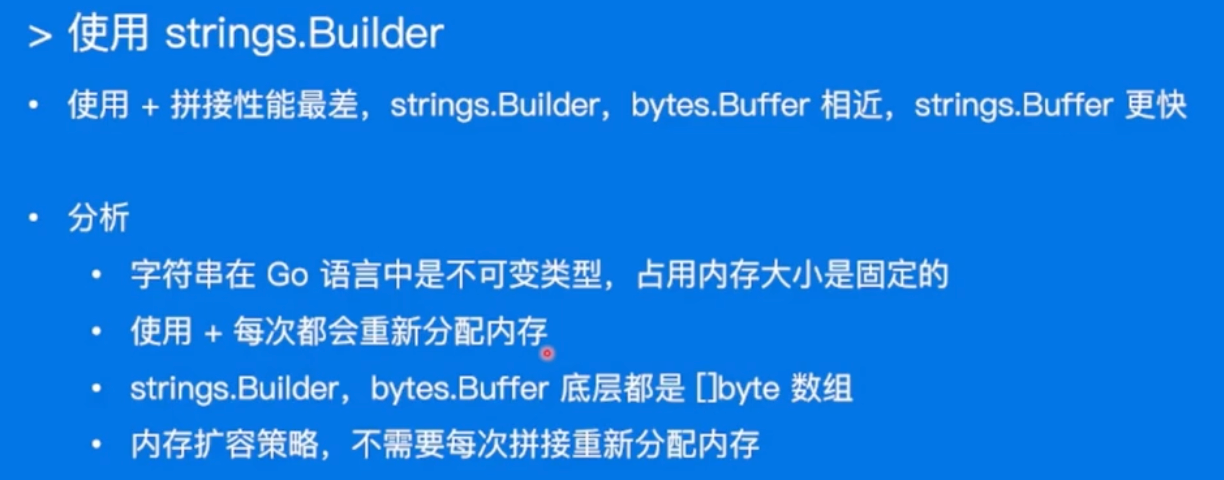 > 使用 strings.Builder
• 使用 + 拼接性能最差，strings.Builder，bytes.Buffer 相近，strings.Buffer 更快
• 分析
• 字符串在 Go 语言中是不可变类型，占用内存大小是固定的
• 使用 + 每次都会重新分配内存
• strings.Builder，bytes.Buffer 底层都是 []byte 数组
• 内存扩容策略，不需要每次拼接重新分配内存